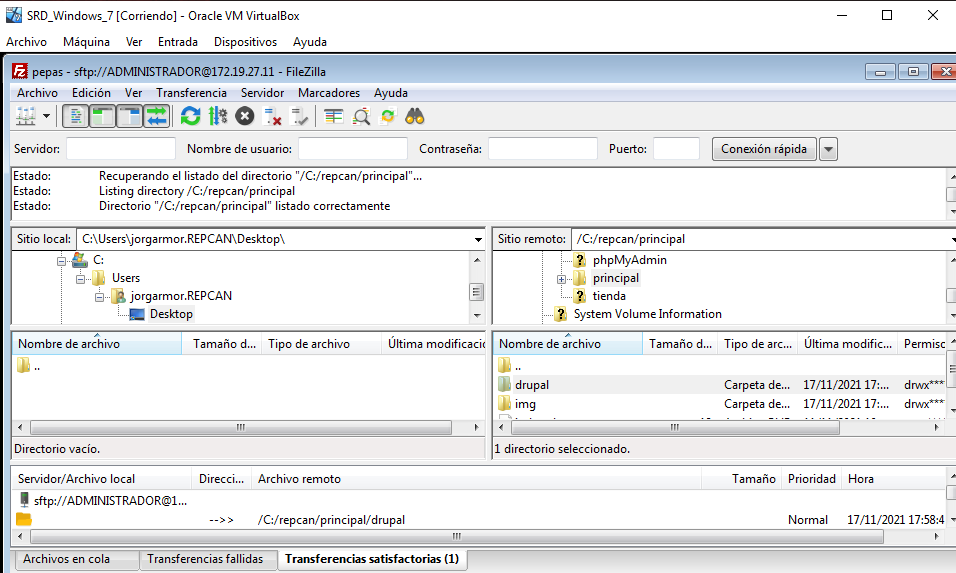 SRD_Windows_7 [Corriendo] - Oracle VM VirtualBox
Archivo Máquina Ver Entrada Dispositivos Ayuda
pepas - sftp://ADMINISTRADOR@172.19.27.11 - FileZilla
Archivo Edición Ver Transferencia Servidor Marcadores Ayuda
Servidor: Nombre de usuario: Contraseña: Puerto: Conexión rápida
Estado: Recuperando el listado del directorio "/C:/repcan/principal"...
Estado: Listing directory /C:/repcan/principal
Estado: Directorio "/C:/repcan/principal" listado correctamente
Sitio local: C:\Users\jorgarmor.REPCAN\Desktop\
C:
Users
jorgarmor.REPCAN
Desktop
Sitio remoto: /C:/repcan/principal
phpMyAdmin
principal
tienda
System Volume Information
Nombre de archivo Tamaño d... Tipo de archivo Última modificació
..
Directorio vacío.
Nombre de archivo Tamaño d... Tipo de arc... Última modific... Permisc
..
drupal Carpeta de... 17/11/2021 17:... drwx***
img Carpeta de... 17/11/2021 17:... drwx***
1 directorio seleccionado.
Servidor/Archivo local Direcci... Archivo remoto Tamaño Prioridad Hora
sftp://ADMINISTRADOR@1...
-->> /C:/repcan/principal/drupal Normal 17/11/2021 17:58:4
Archivos en cola Transferencias fallidas Transferencias satisfactorias (1)